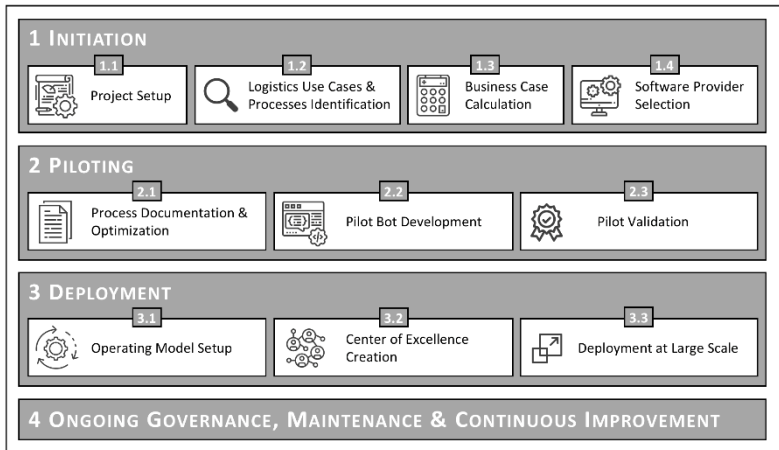 1 INITIATION
1.1
Project Setup
1.2
Logistics Use Cases &
Processes Identification
1.3
Business Case
Calculation
1.4
Software Provider
Selection
2 PILOTING
2.1
Process Documentation &
Optimization
2.2
Pilot Bot Development
2.3
Pilot Validation
3 DEPLOYMENT
3.1
Operating Model Setup
3.2
Center of Excellence
Creation
3.3
Deployment at Large Scale
4 ONGOING GOVERNANCE, MAINTENANCE & CONTINUOUS IMPROVEMENT